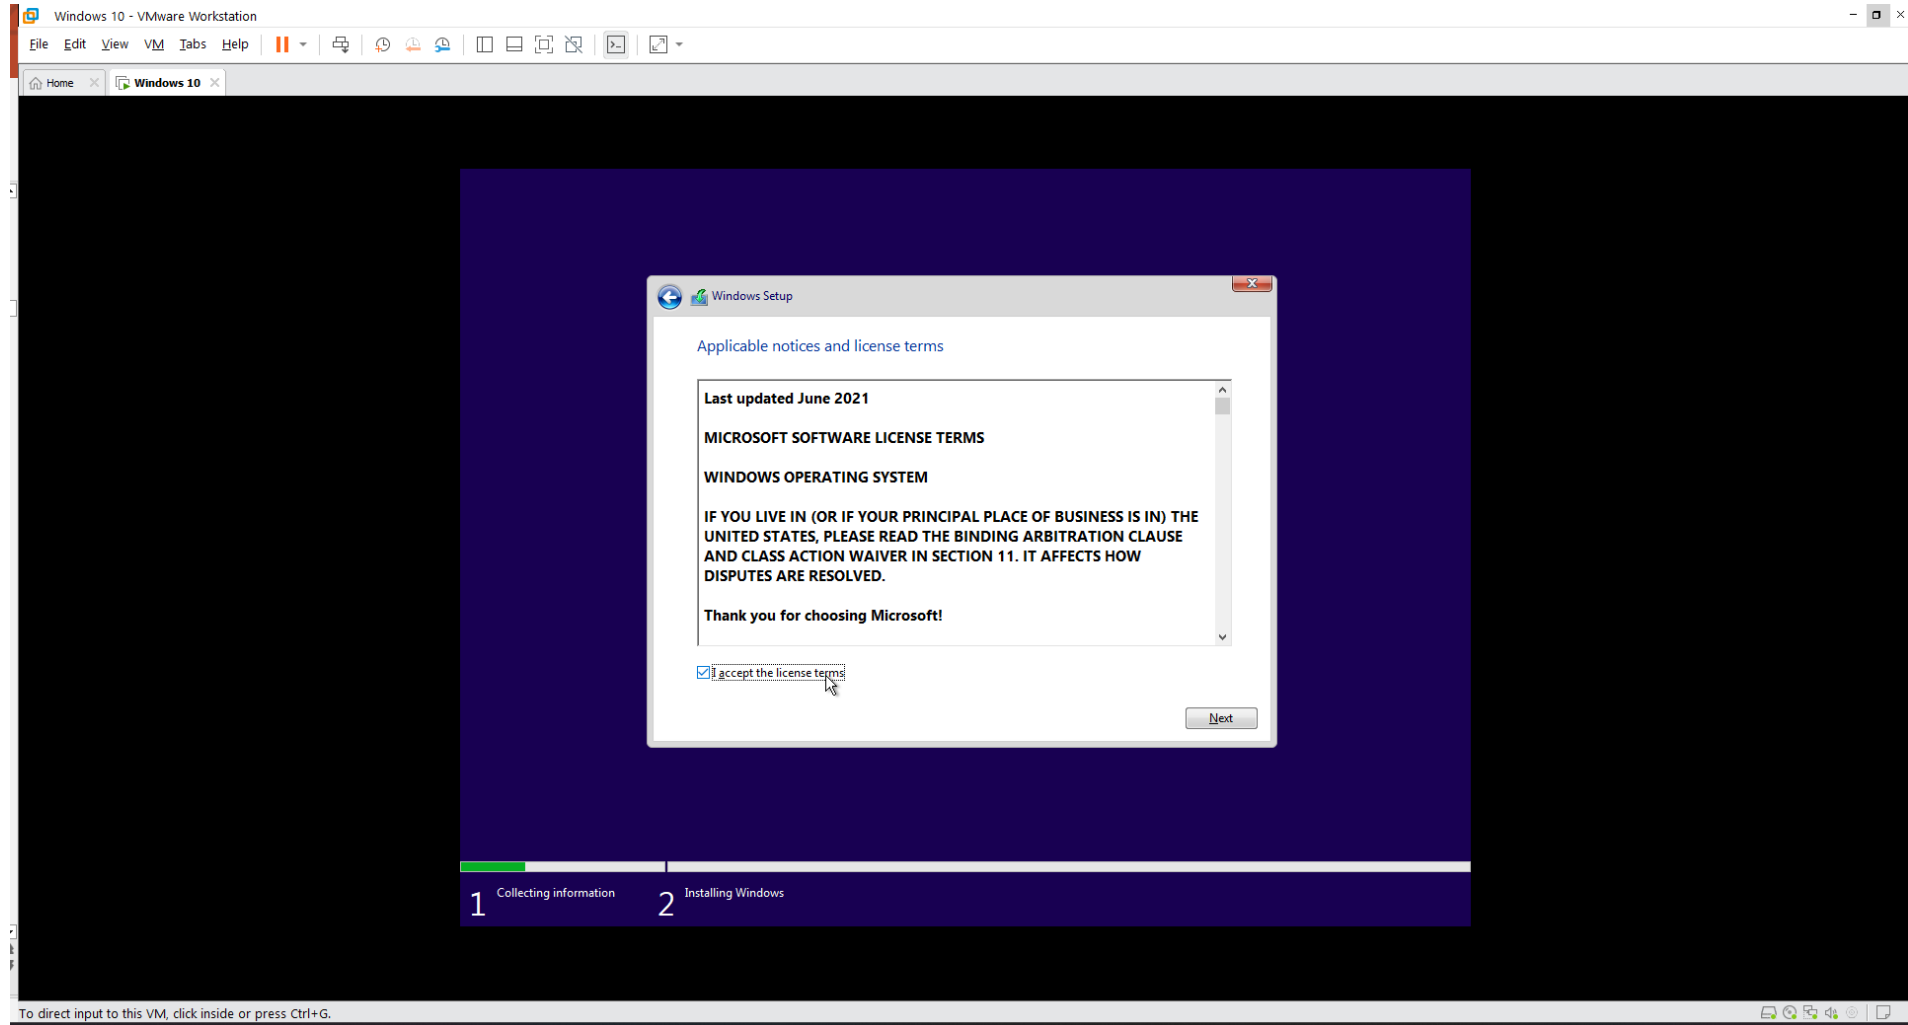 Windows 10 - VMware Workstation
File Edit View VM Tabs Help
Home Windows 10
Windows Setup
Applicable notices and license terms
Last updated June 2021
MICROSOFT SOFTWARE LICENSE TERMS
WINDOWS OPERATING SYSTEM
IF YOU LIVE IN (OR IF YOUR PRINCIPAL PLACE OF BUSINESS IS IN) THE
UNITED STATES, PLEASE READ THE BINDING ARBITRATION CLAUSE
AND CLASS ACTION WAIVER IN SECTION 11. IT AFFECTS HOW
DISPUTES ARE RESOLVED.
Thank you for choosing Microsoft!
I accept the license terms
Next
1 Collecting information 2 Installing Windows
To direct input to this VM, click inside or press Ctrl+G.